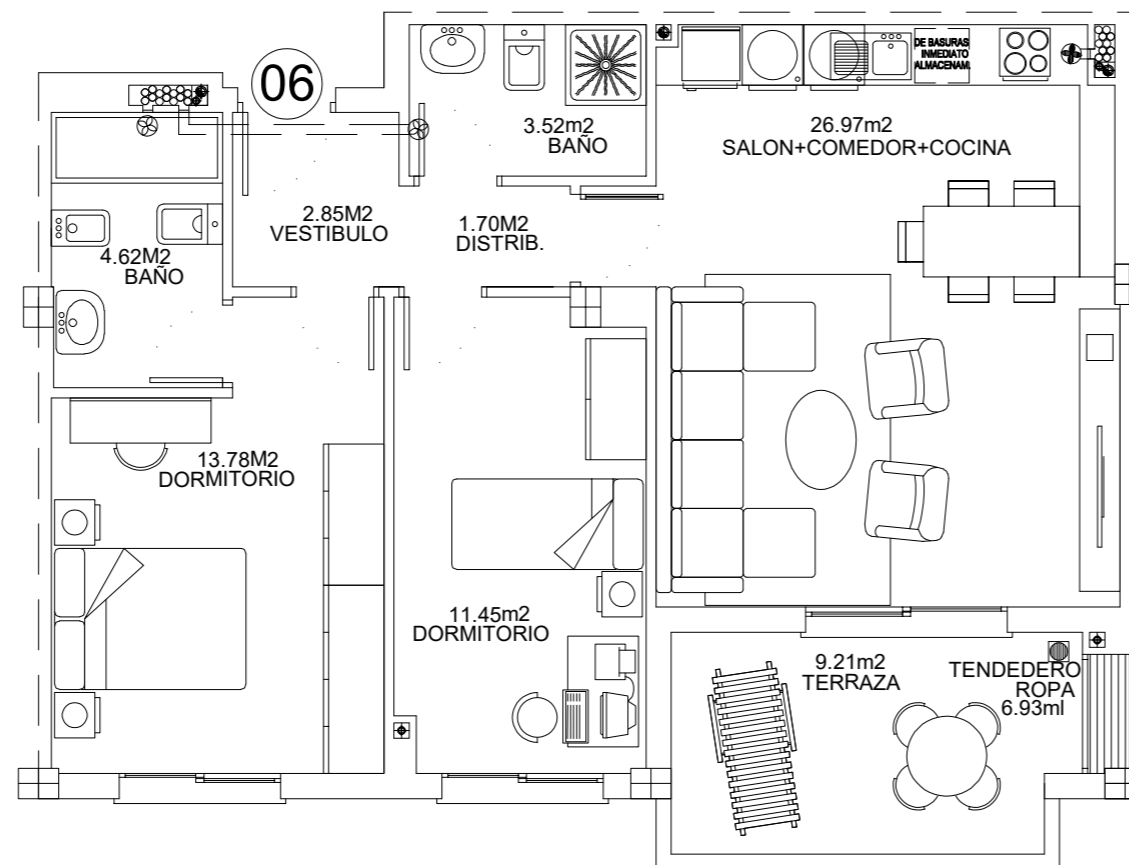 06
DE BASURAS
INMEDIATO
ALMACENAM.
3.52m2
BAÑO
26.97m2
SALON+COMEDOR+COCINA
2.85M2
VESTIBULO
1.70M2
DISTRIB.
4.62M2
BAÑO
13.78M2
DORMITORIO
11.45m2
DORMITORIO
9.21m2
TERRAZA
TENDEDERO
ROPA
6.93ml